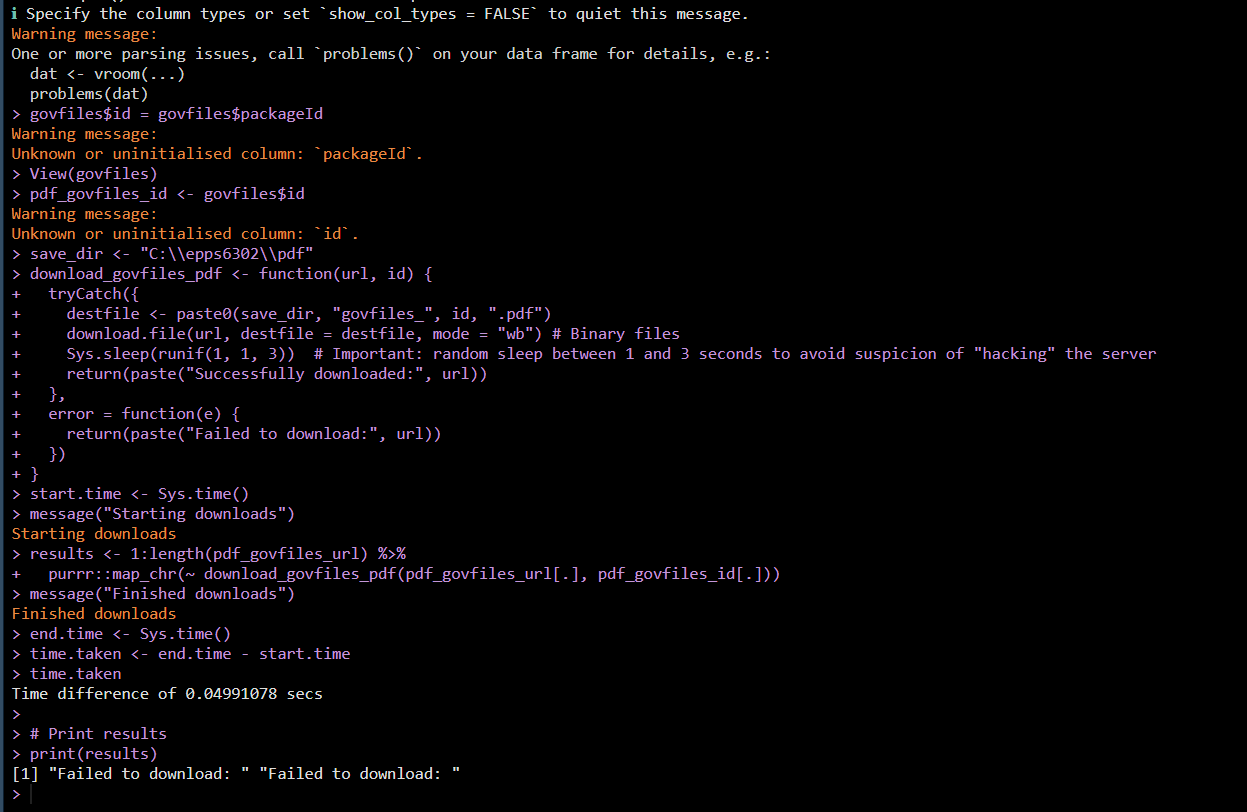 i Specify the column types or set `show_col_types = FALSE` to quiet this message.
Warning message:
One or more parsing issues, call `problems()` on your data frame for details, e.g.:
  dat <- vroom(...)
  problems(dat)
> govfiles$id = govfiles$packageId
Warning message:
Unknown or uninitialised column: `packageId`.
> View(govfiles)
> pdf_govfiles_id <- govfiles$id
Warning message:
Unknown or uninitialised column: `id`.
> save_dir <- "C:\\epps6302\\pdf"
> download_govfiles_pdf <- function(url, id) {
+   tryCatch({
+     destfile <- paste0(save_dir, "govfiles_", id, ".pdf")
+     download.file(url, destfile = destfile, mode = "wb") # Binary files
+     Sys.sleep(runif(1, 1, 3))  # Important: random sleep between 1 and 3 seconds to avoid suspicion of "hacking" the server
+     return(paste("Successfully downloaded:", url))
+   },
+   error = function(e) {
+     return(paste("Failed to download:", url))
+   })
+ }
> start.time <- Sys.time()
> message("Starting downloads")
Starting downloads
> results <- 1:length(pdf_govfiles_url) %>%
+   purrr::map_chr(~ download_govfiles_pdf(pdf_govfiles_url[.], pdf_govfiles_id[.]))
> message("Finished downloads")
Finished downloads
> end.time <- Sys.time()
> time.taken <- end.time - start.time
> time.taken
Time difference of 0.04991078 secs
>
> # Print results
> print(results)
[1] "Failed to download: " "Failed to download: "
>